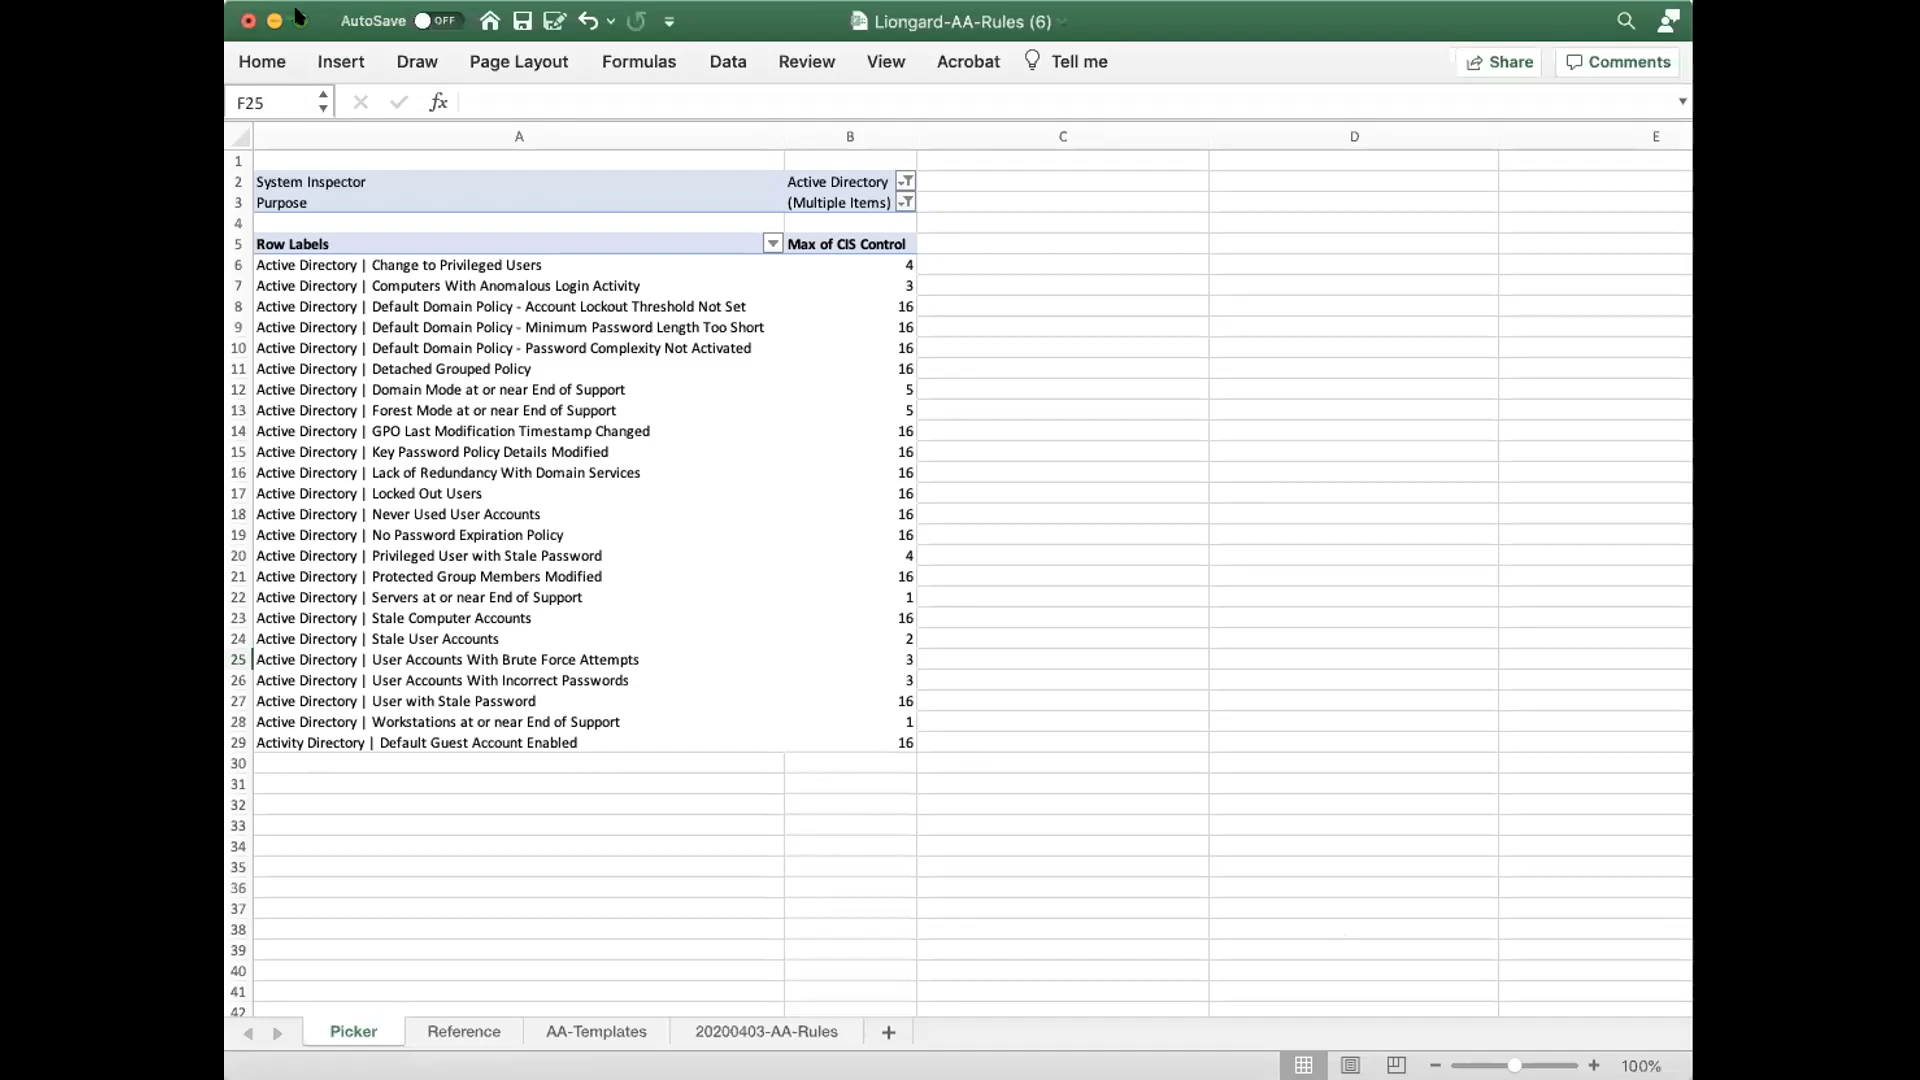 AutoSave OFF Liongard-AA-Rules (6)
Home Insert Draw Page Layout Formulas Data Review View Acrobat Tell me Share Comments
F25 fx
A B C D E
1
2 System Inspector Active Directory
3 Purpose (Multiple Items)
4
5 Row Labels Max of CIS Control
6 Active Directory | Change to Privileged Users 4
7 Active Directory | Computers With Anomalous Login Activity 3
8 Active Directory | Default Domain Policy - Account Lockout Threshold Not Set 16
9 Active Directory | Default Domain Policy - Minimum Password Length Too Short 16
10 Active Directory | Default Domain Policy - Password Complexity Not Activated 16
11 Active Directory | Detached Grouped Policy 16
12 Active Directory | Domain Mode at or near End of Support 5
13 Active Directory | Forest Mode at or near End of Support 5
14 Active Directory | GPO Last Modification Timestamp Changed 16
15 Active Directory | Key Password Policy Details Modified 16
16 Active Directory | Lack of Redundancy With Domain Services 16
17 Active Directory | Locked Out Users 16
18 Active Directory | Never Used User Accounts 16
19 Active Directory | No Password Expiration Policy 16
20 Active Directory | Privileged User with Stale Password 4
21 Active Directory | Protected Group Members Modified 16
22 Active Directory | Servers at or near End of Support 1
23 Active Directory | Stale Computer Accounts 16
24 Active Directory | Stale User Accounts 2
25 Active Directory | User Accounts With Brute Force Attempts 3
26 Active Directory | User Accounts With Incorrect Passwords 3
27 Active Directory | User with Stale Password 16
28 Active Directory | Workstations at or near End of Support 1
29 Activity Directory | Default Guest Account Enabled 16
30
31
32
33
34
35
36
37
38
39
40
41
42
Picker Reference AA-Templates 20200403-AA-Rules +
100%